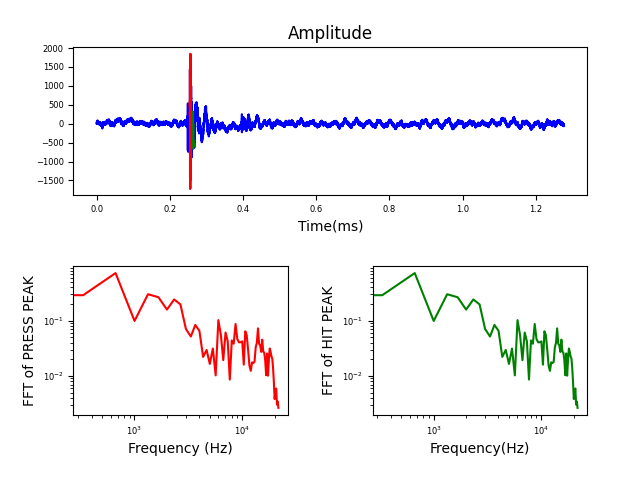 Amplitude
2000
1500
1000
500
0
−500
−1000
−1500
0.0 0.2 0.4 0.6 0.8 1.0 1.2
Time(ms)
FFT of PRESS PEAK
10⁻¹
10⁻²
10³ 10⁴
Frequency (Hz)
FFT of HIT PEAK
10⁻¹
10⁻²
10³ 10⁴
Frequency(Hz)